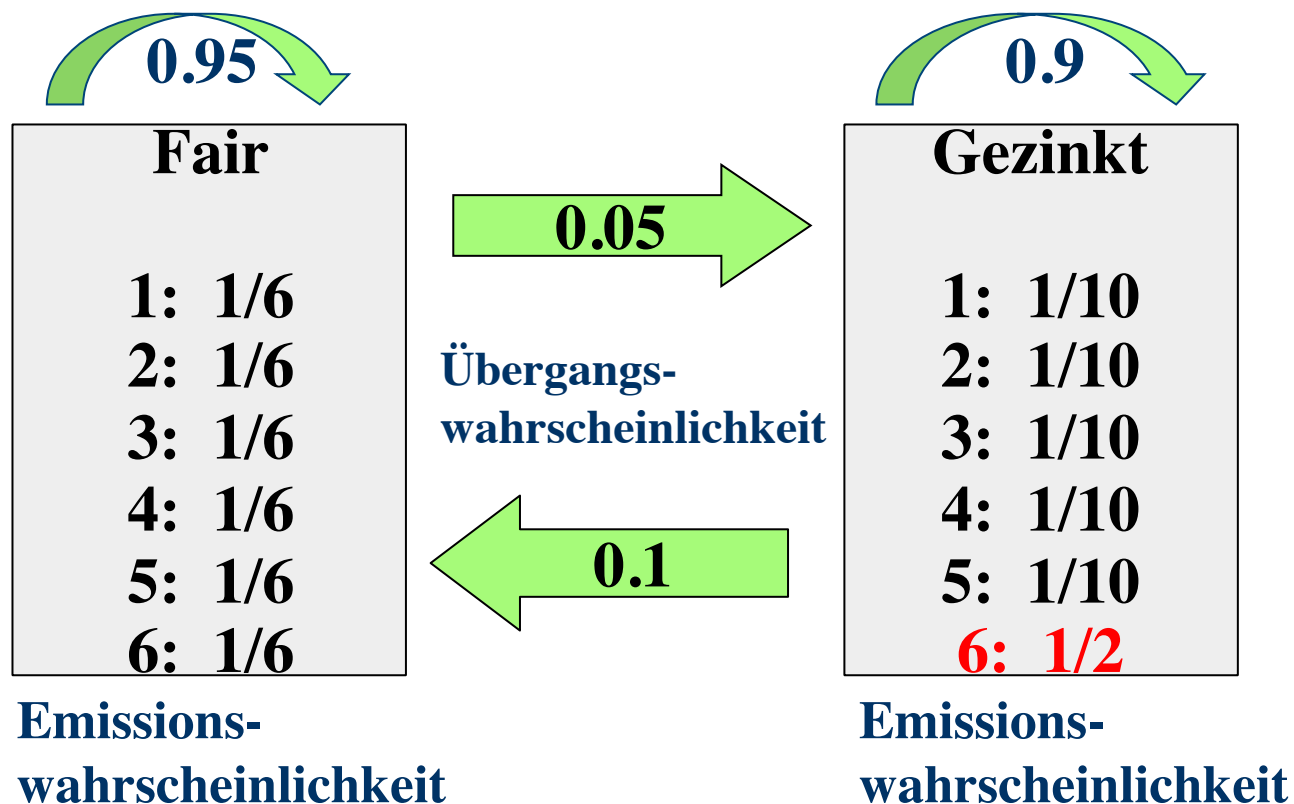 0.95
Fair
1: 1/6
2: 1/6
3: 1/6
4: 1/6
5: 1/6
6: 1/6
Emissions-
wahrscheinlichkeit
0.05
Übergangs-
wahrscheinlichkeit
0.1
0.9
Gezinkt
1: 1/10
2: 1/10
3: 1/10
4: 1/10
5: 1/10
6: 1/2
Emissions-
wahrscheinlichkeit